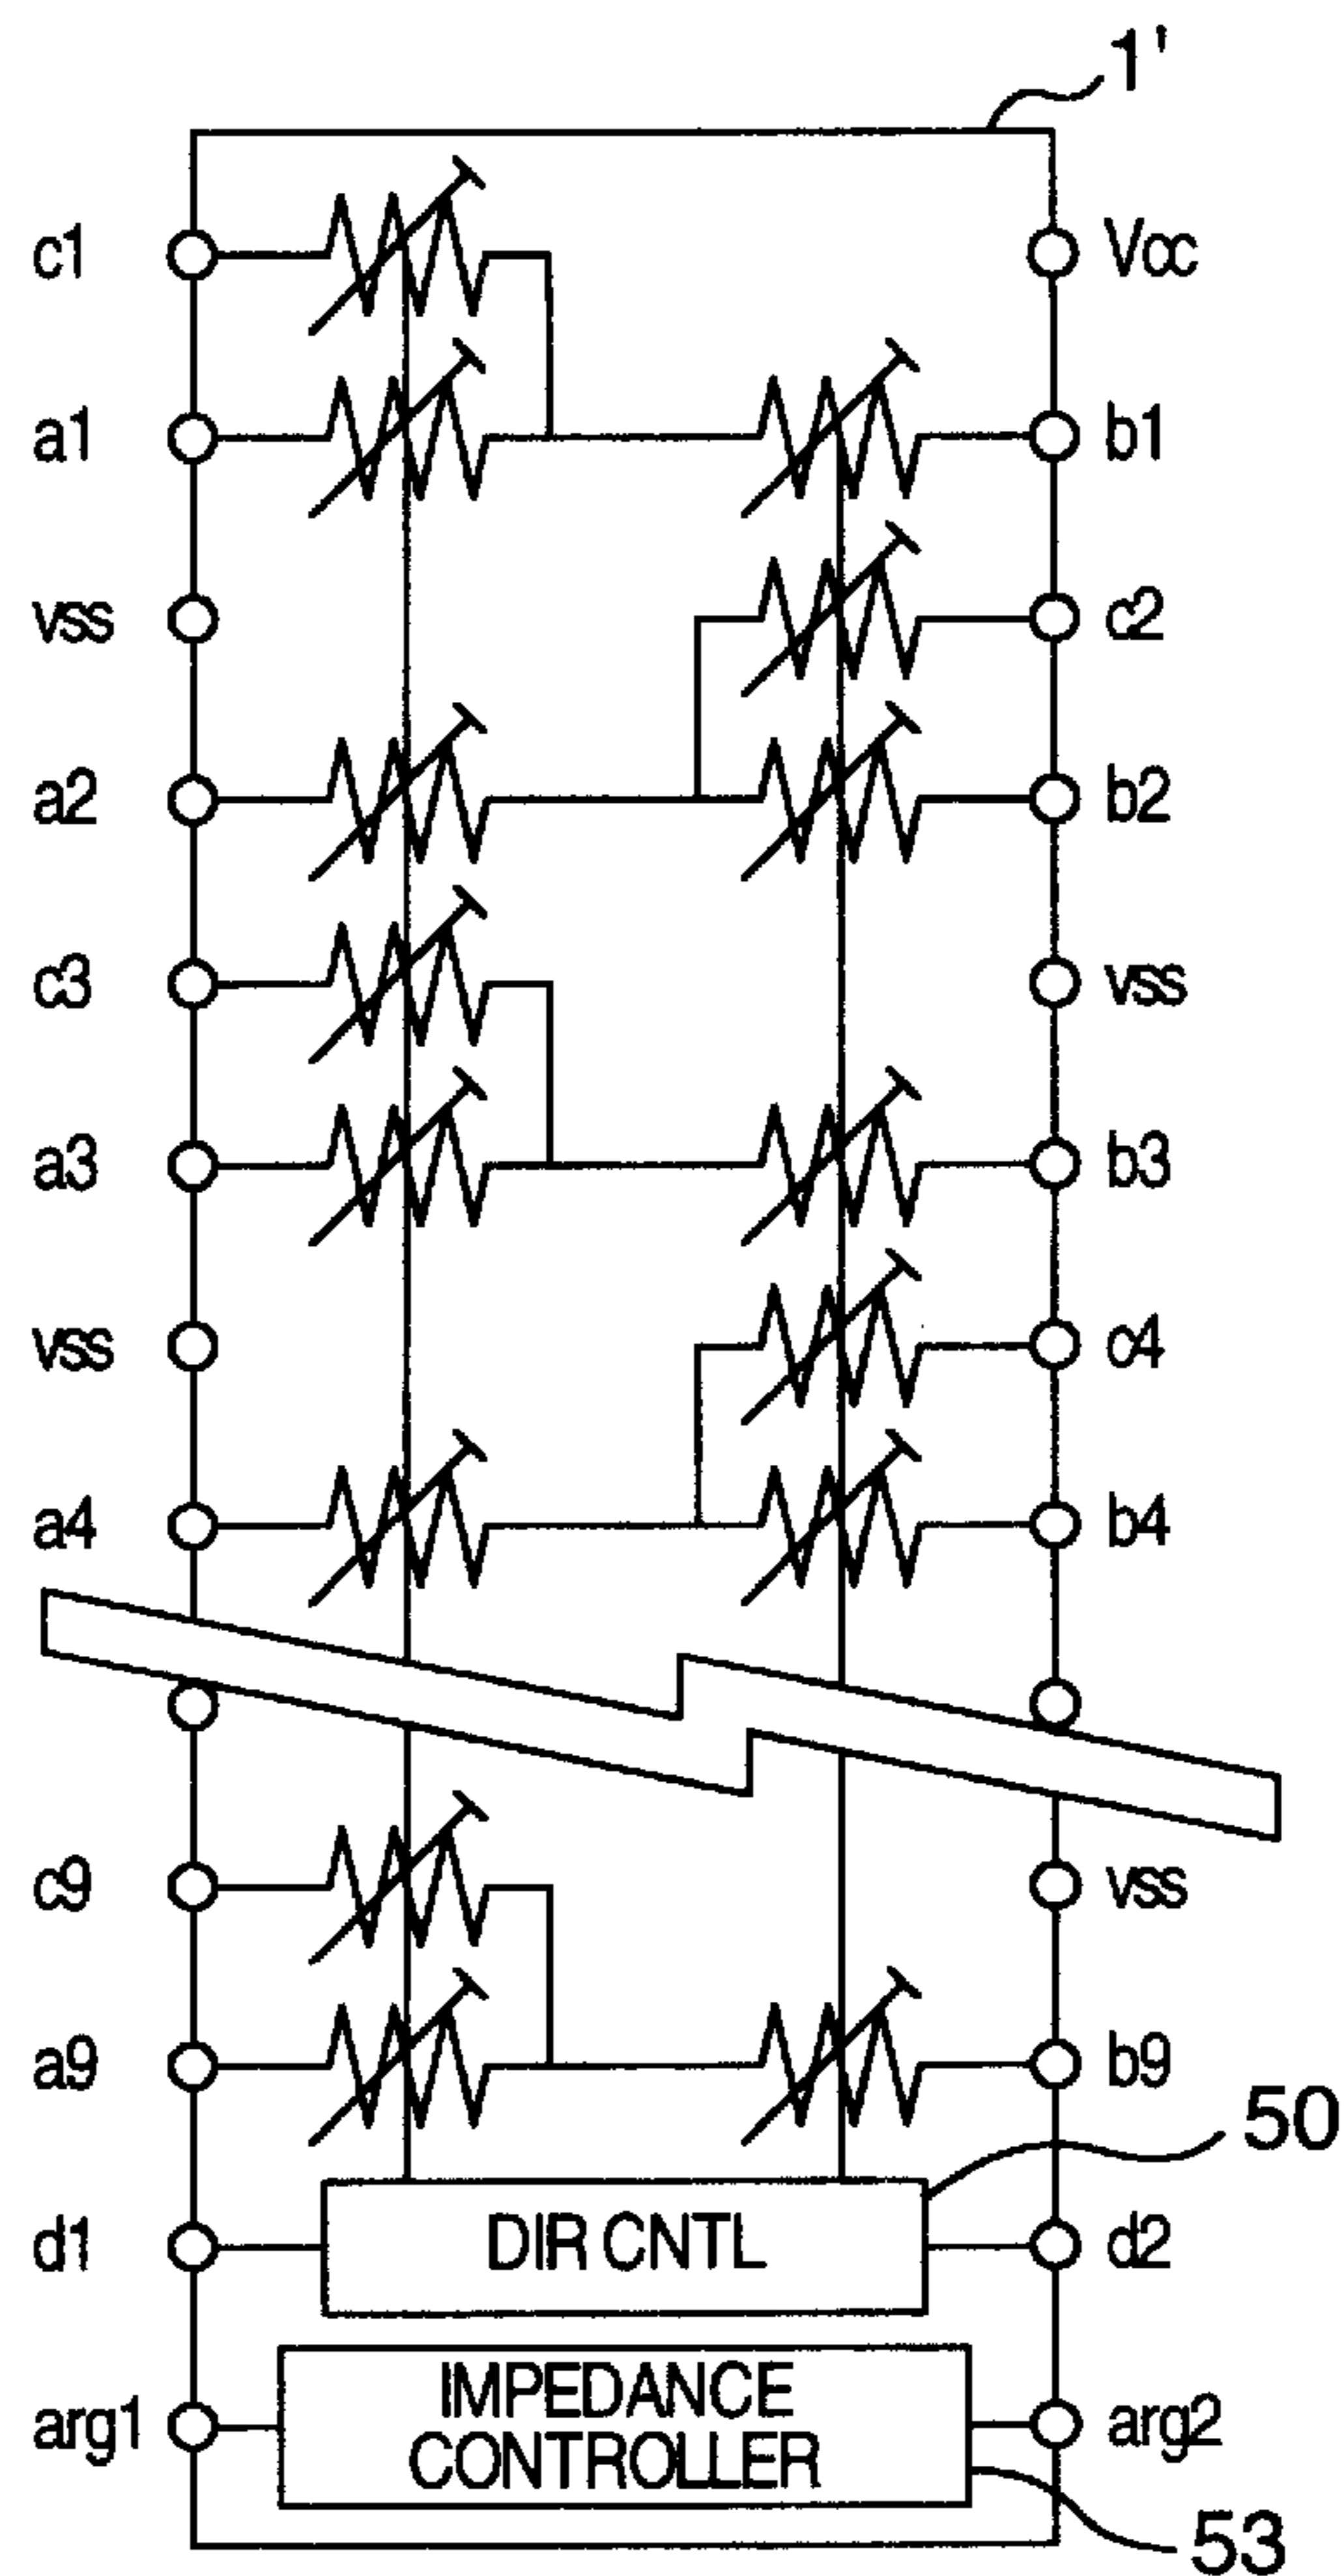 1'
c1 Vcc
a1 b1
vss c2
a2 b2
c3 vss
a3 b3
vss c4
a4 b4
c9 vss
a9 b9
50
d1 DIR CNTL d2
arg1 IMPEDANCE CONTROLLER arg2
53